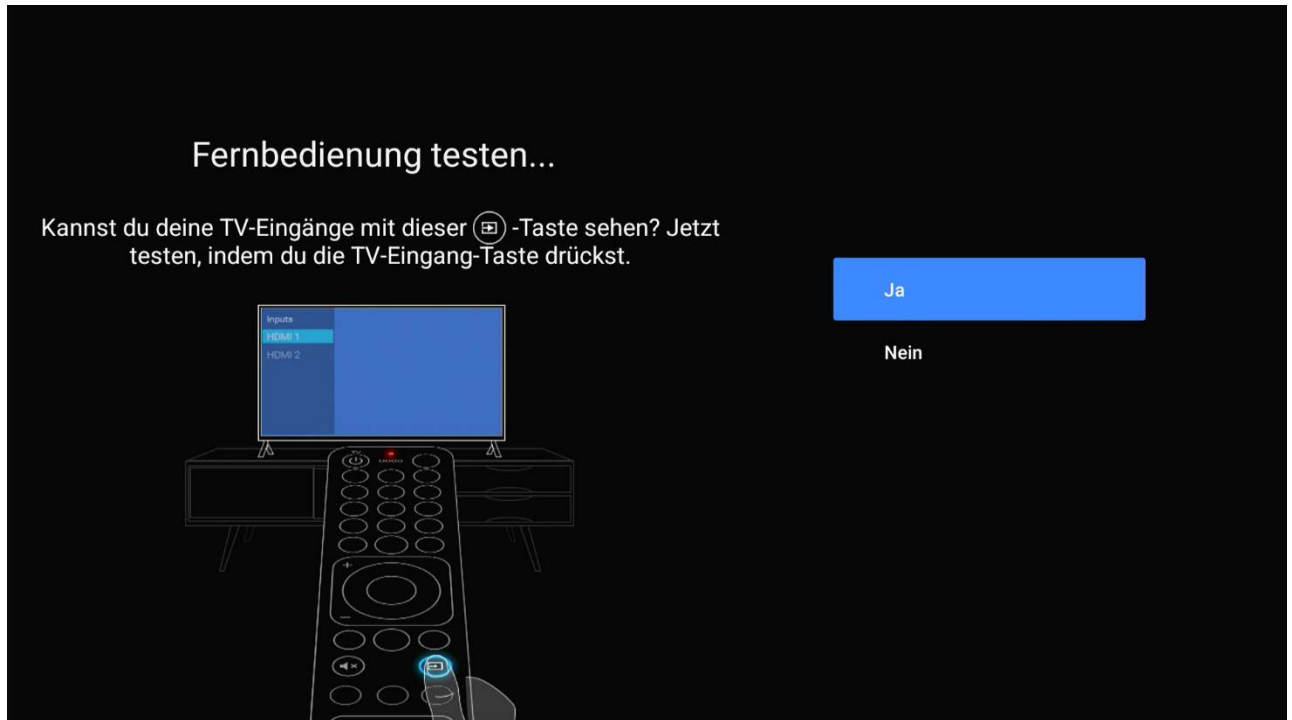 Fernbedienung testen...
Kannst du deine TV-Eingänge mit dieser -Taste sehen? Jetzt
testen, indem du die TV-Eingang-Taste drückst.
Ja
Nein
Inputs
HDMI 1
HDMI 2
TV